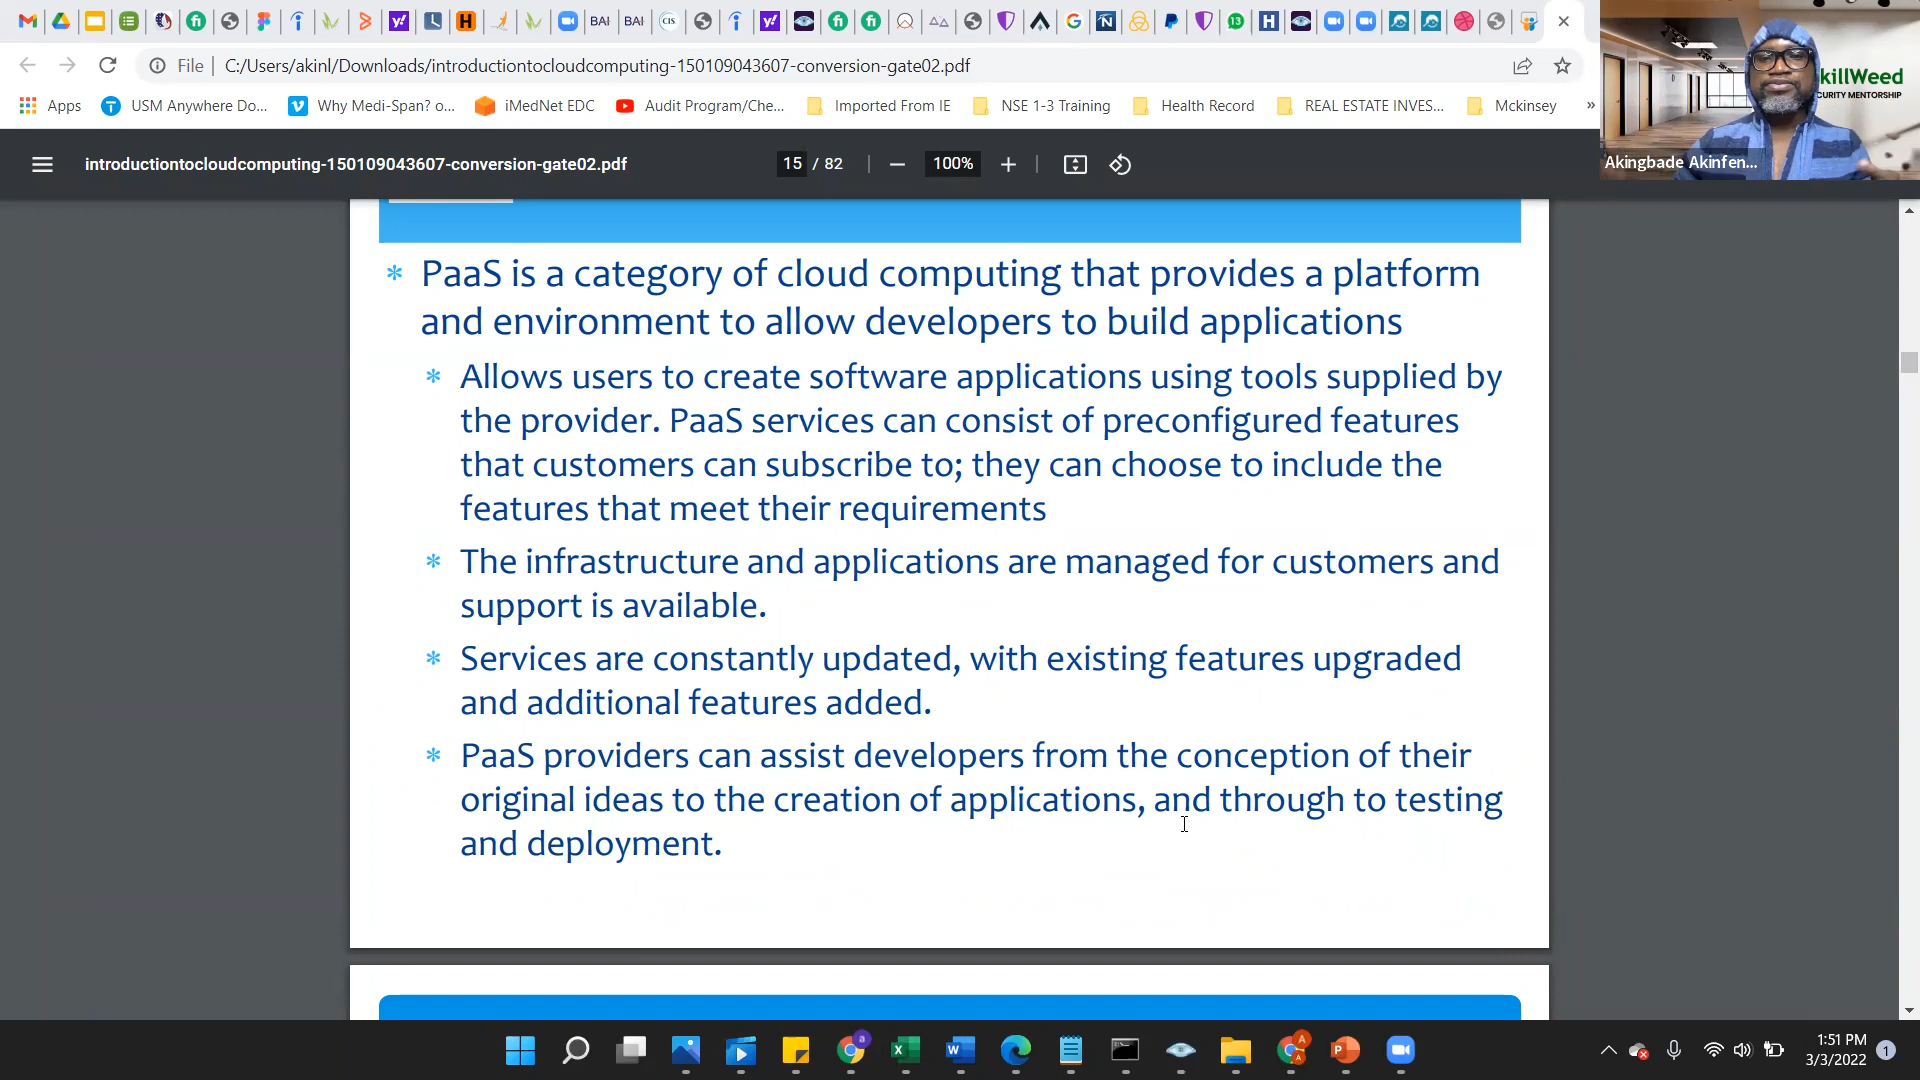 BAI
BAI
CIS.
File
C:/Users/akinl/Downloads/introductiontocloudcomputing-150109043607-conversion-gate02.pdf
Apps
USM Anywhere Do...
Why Medi-Span? o...
iMedNet EDC
Audit Program/Che...
Imported From IE
NSE 1-3 Training
Health Record
REAL ESTATE INVES...
Mckinsey
»
killWeed
CURITY MENTORSHIP
Akingbade Akinfen...
introductiontocloudcomputing-150109043607-conversion-gate02.pdf
15 / 82
100%
* PaaS is a category of cloud computing that provides a platform
and environment to allow developers to build applications
* Allows users to create software applications using tools supplied by
the provider. PaaS services can consist of preconfigured features
that customers can subscribe to; they can choose to include the
features that meet their requirements
* The infrastructure and applications are managed for customers and
support is available.
* Services are constantly updated, with existing features upgraded
and additional features added.
* PaaS providers can assist developers from the conception of their
original ideas to the creation of applications, and through to testing
and deployment.
1:51 PM
3/3/2022
1